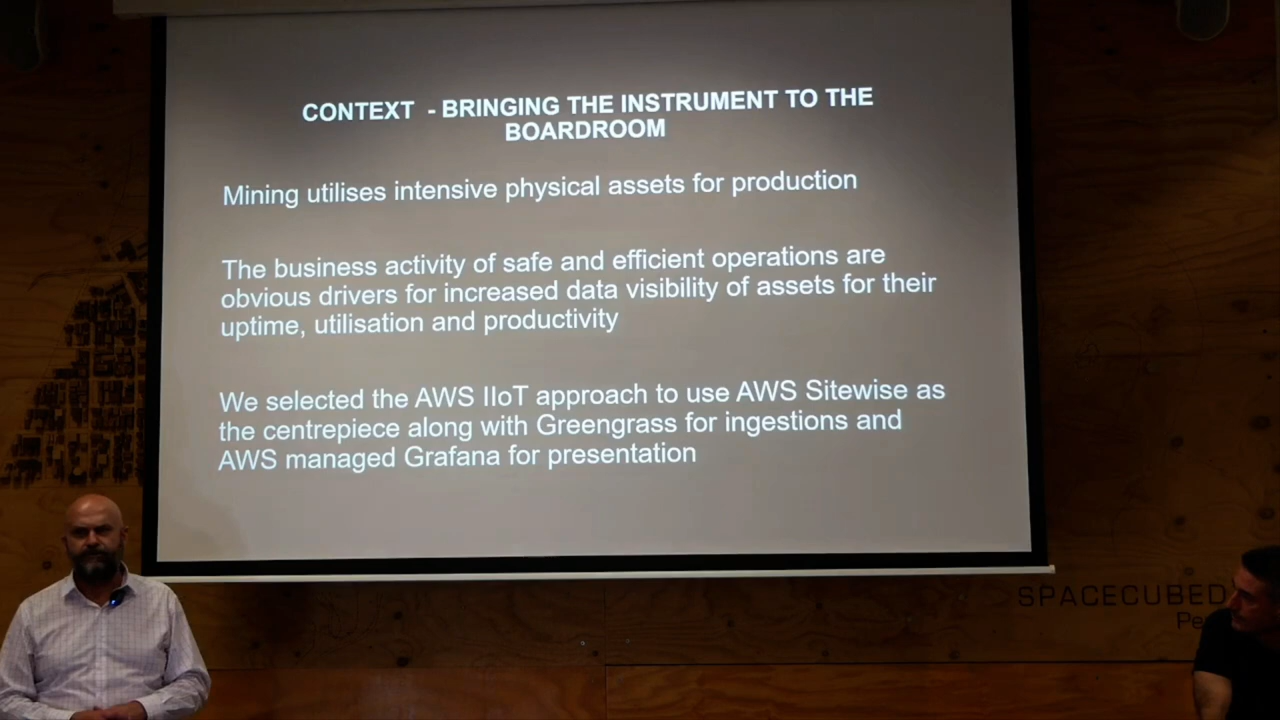 CONTEXT - BRINGING THE INSTRUMENT TO THE
BOARDROOM
Mining utilises intensive physical assets for production
The business activity of safe and efficient operations are
obvious drivers for increased data visibility of assets for their
uptime, utilisation and productivity
We selected the AWS IIoT approach to use AWS Sitewise as
the centrepiece along with Greengrass for ingestions and
AWS managed Grafana for presentation
SPACECUBED